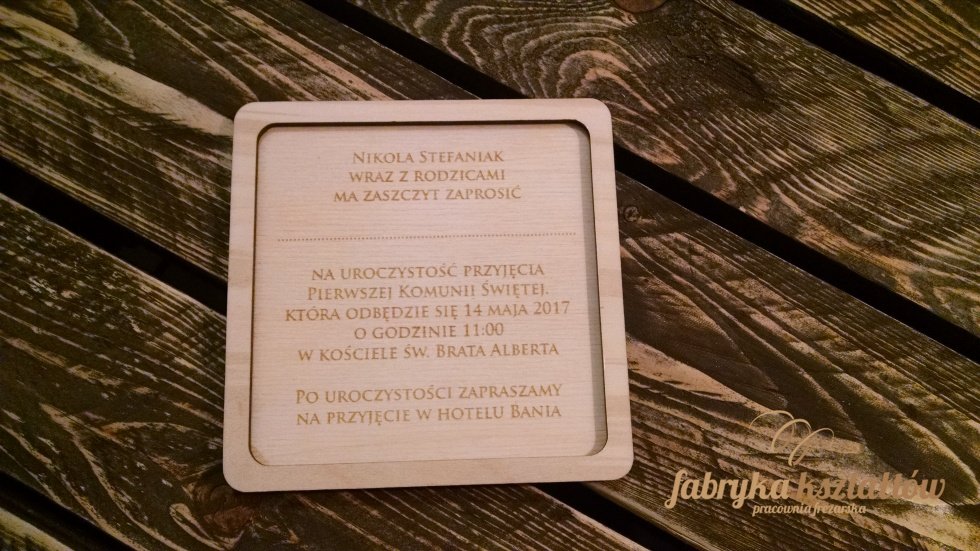 Nikola Stefaniak
wraz z rodzicami
ma zaszczyt zaprosić
na uroczystość przyjęcia
Pierwszej Komunii Świętej,
która odbędzie się 14 maja 2017
o godzinie 11:00
w kościele św. Brata Alberta
Po uroczystości zapraszamy
na przyjęcie w hotelu Bania
fabryka kształtów
pracownia frezarska